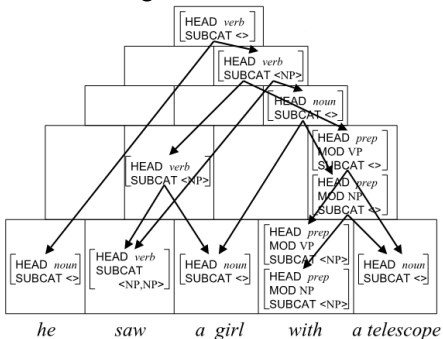 HEAD verb
SUBCAT <>
HEAD verb
SUBCAT <NP>
HEAD noun
SUBCAT <>
HEAD prep
MOD VP
SUBCAT <>
HEAD verb
SUBCAT <NP>
HEAD prep
MOD NP
SUBCAT <>
HEAD noun
SUBCAT <>
HEAD verb
SUBCAT
<NP,NP>
HEAD noun
SUBCAT <>
HEAD prep
MOD VP
SUBCAT <NP>
HEAD prep
MOD NP
SUBCAT <NP>
HEAD noun
SUBCAT <>
he saw a girl with a telescope